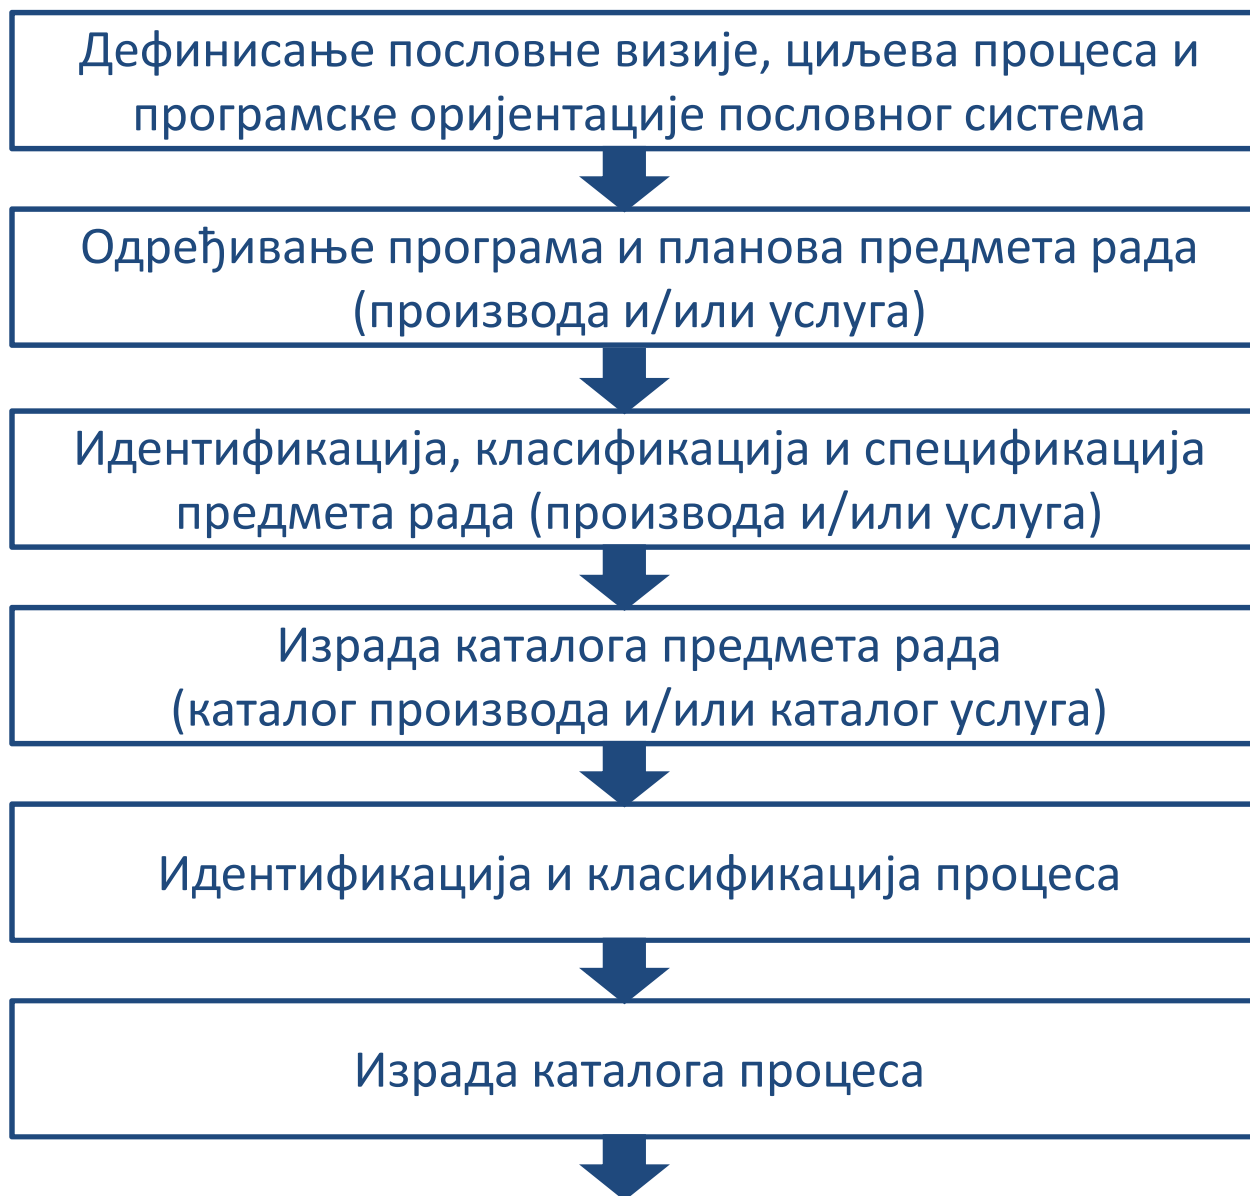 Дефинисање пословне визије, циљева процеса и
програмске оријентације пословног система
Одређивање програма и планова предмета рада
(производа и/или услуга)
Идентификација, класификација и спецификација
предмета рада (производа и/или услуга)
Израда каталога предмета рада
(каталог производа и/или каталог услуга)
Идентификација и класификација процеса
Израда каталога процеса